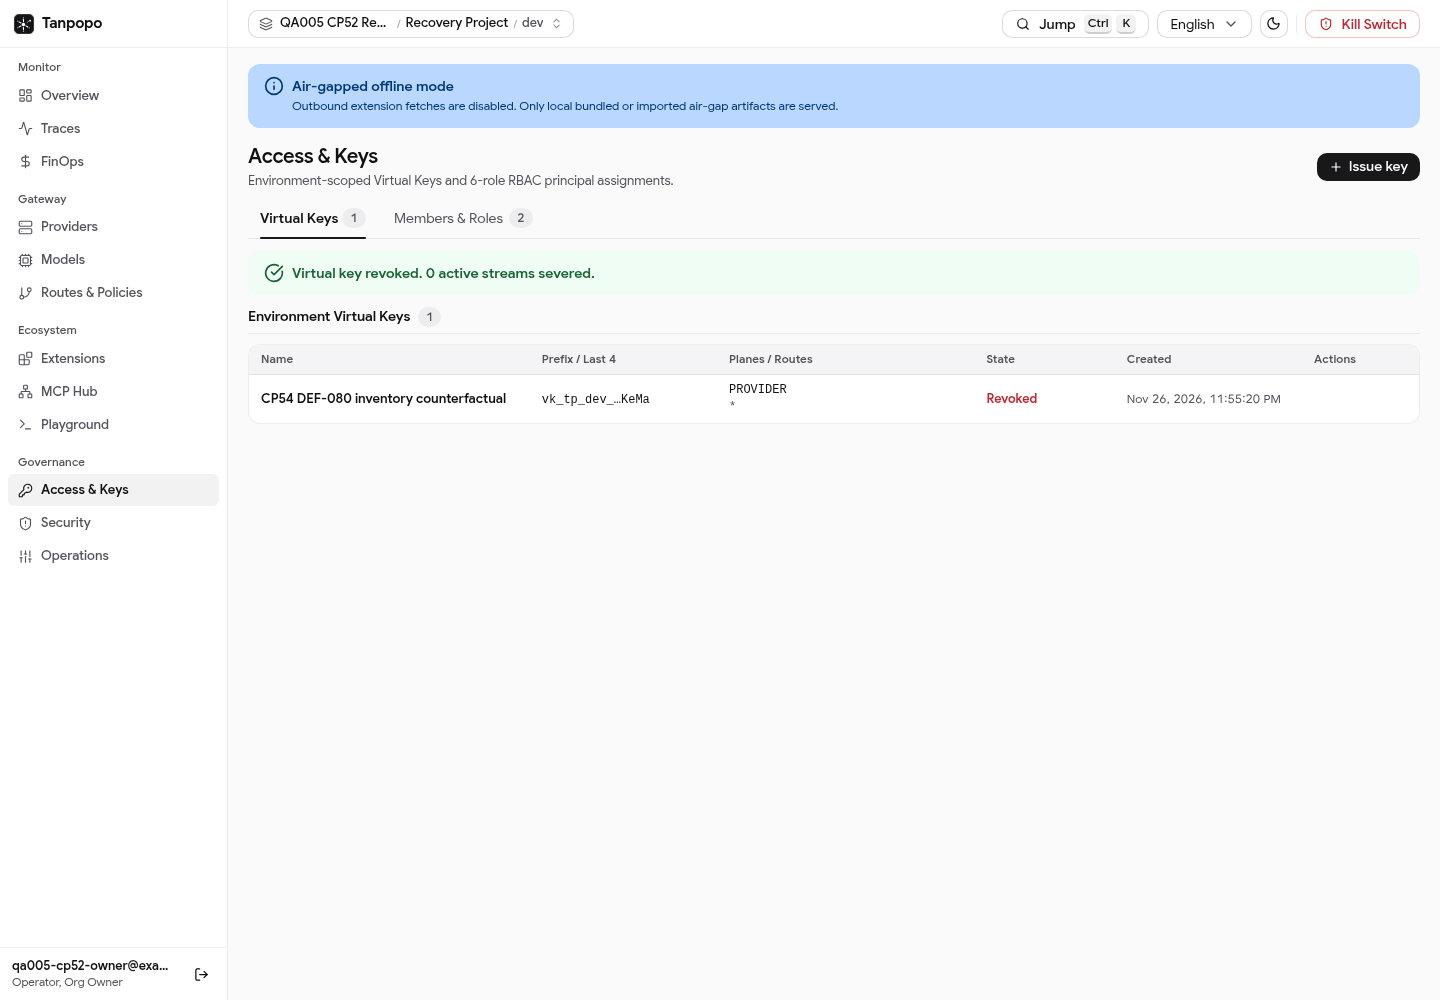 Tanpopo
QA005 CP52 Re... / Recovery Project / dev
Jump Ctrl K
English
Kill Switch
Monitor
Overview
Traces
FinOps
Gateway
Providers
Models
Routes & Policies
Ecosystem
Extensions
MCP Hub
Playground
Governance
Access & Keys
Security
Operations
qa005-cp52-owner@exa...
Operator, Org Owner
Air-gapped offline mode
Outbound extension fetches are disabled. Only local bundled or imported air-gap artifacts are served.
Access & Keys
Environment-scoped Virtual Keys and 6-role RBAC principal assignments.
Issue key
Virtual Keys 1
Members & Roles 2
Virtual key revoked. 0 active streams severed.
Environment Virtual Keys 1
Name Prefix / Last 4 Planes / Routes State Created Actions
CP54 DEF-080 inventory counterfactual vk_tp_dev_…KeMa PROVIDER Revoked Nov 26, 2026, 11:55:20 PM
*